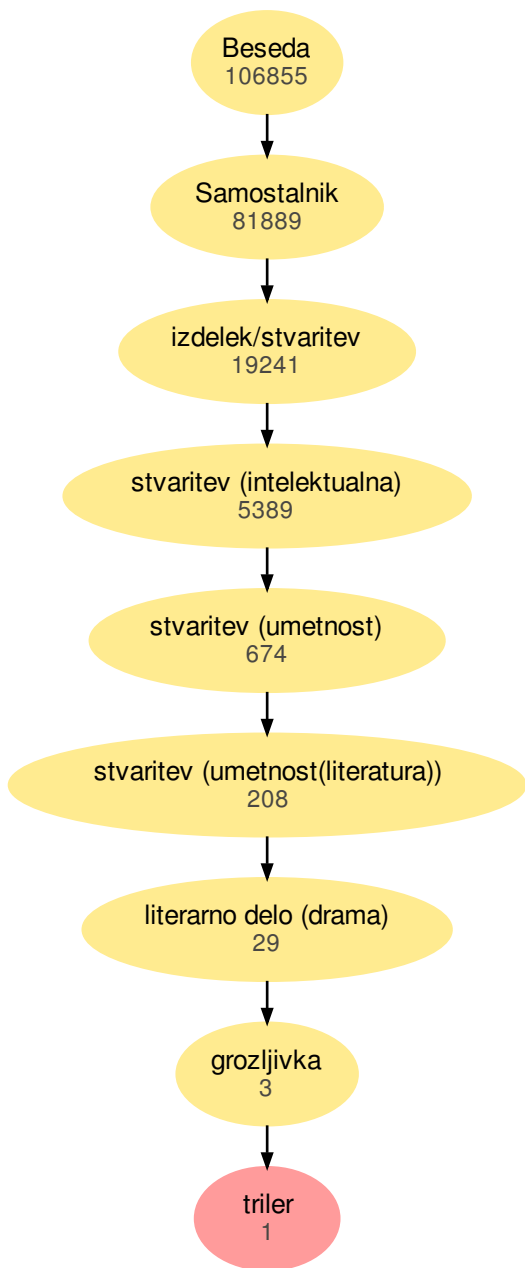 Beseda
106855
Samostalnik
81889
izdelek/stvaritev
19241
stvaritev (intelektualna)
5389
stvaritev (umetnost)
674
stvaritev (umetnost(literatura))
208
literarno delo (drama)
29
grozljivka
3
triler
1